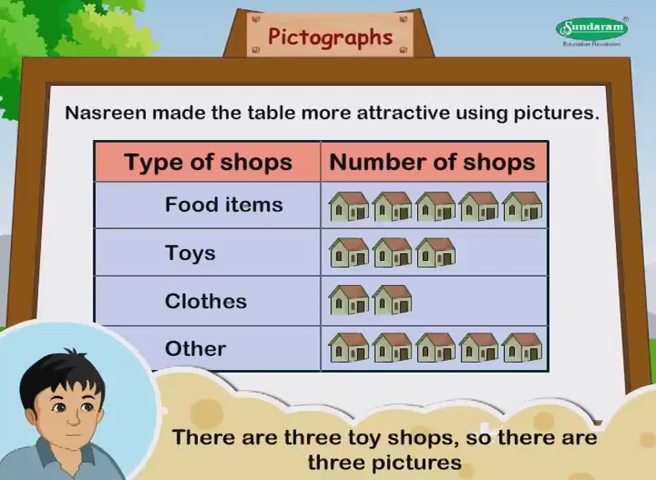 Pictographs
Sundaram
Education Revolution
Nasreen made the table more attractive using pictures.
Type of shops Number of shops
Food items
Toys
Clothes
Other
There are three toy shops, so there are
three pictures